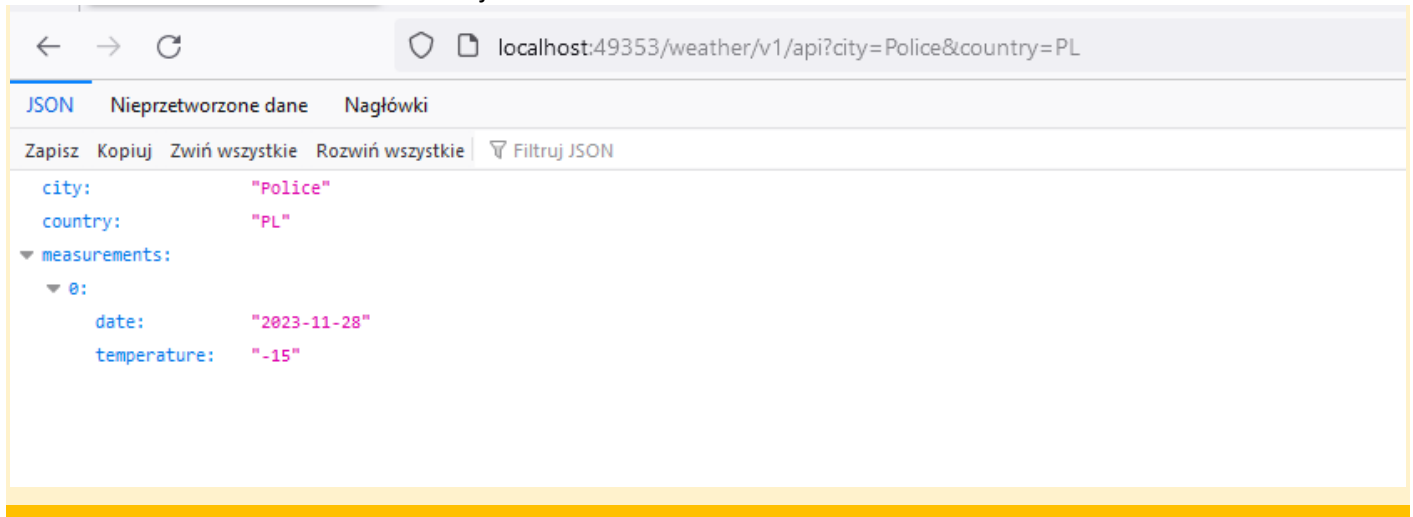 localhost:49353/weather/v1/api?city=Police&country=PL
JSON Nieprzetworzone dane Nagłówki
Zapisz Kopiuj Zwiń wszystkie Rozwiń wszystkie Filtruj JSON
city: "Police"
country: "PL"
measurements:
0:
date: "2023-11-28"
temperature: "-15"